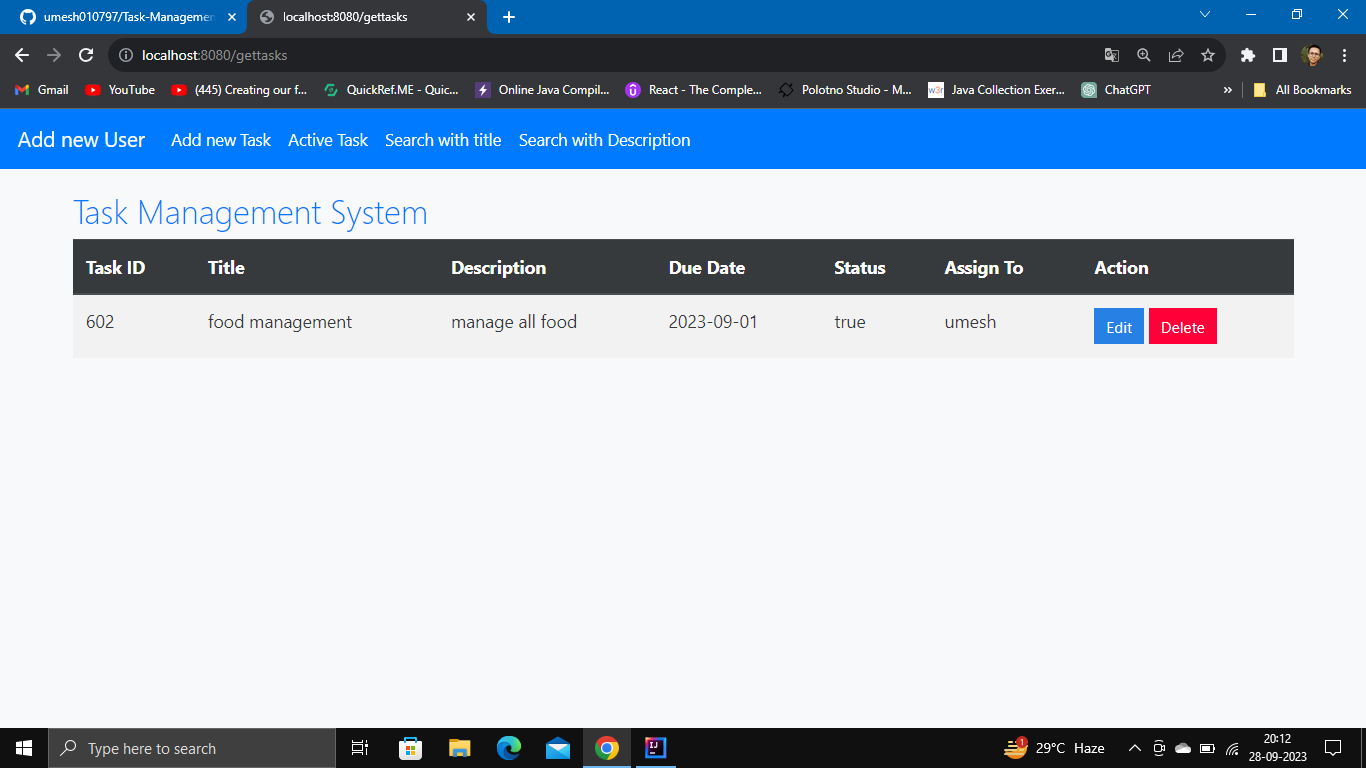 umesh010797/Task-Managemen
localhost:8080/gettasks
localhost:8080/gettasks
Gmail YouTube (445) Creating our f... QuickRef.ME - Quic... Online Java Compil... React - The Comple... Polotno Studio - M... w3r Java Collection Exer... ChatGPT » All Bookmarks
Add new User Add new Task Active Task Search with title Search with Description
Task Management System
Task ID Title Description Due Date Status Assign To Action
602 food management manage all food 2023-09-01 true umesh Edit Delete
Type here to search
1
29°C Haze
20:12
28-09-2023